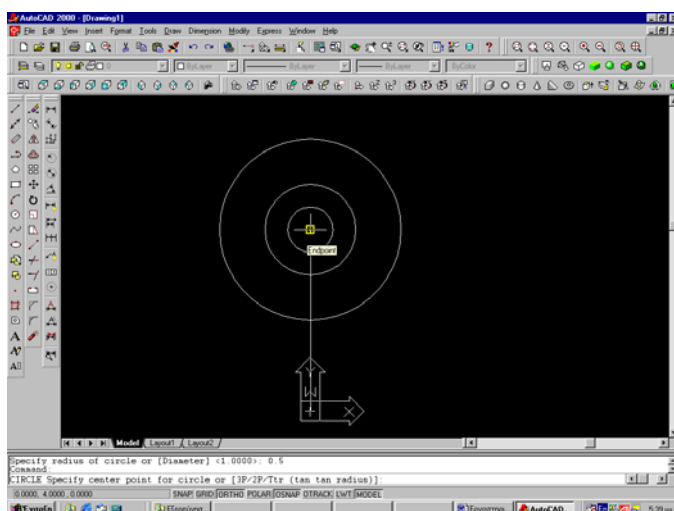 AutoCAD 2000 - [Drawing1]
File Edit View Insert Format Tools Draw Dimension Modify Express Window Help
0 ByLayer ByLayer ByLayer ByColor
Endpoint
Y
W
X
A
Model Layout1 Layout2
Specify radius of circle or [Diameter] <1.0000>: 0.5
Command:
CIRCLE Specify center point for circle or [3P/2P/Ttr (tan tan radius)]:
0.0000, 4.0000, 0.0000 SNAP GRID ORTHO POLAR OSNAP OTRACK LWT MODEL
Έναρξη AutoCAD En